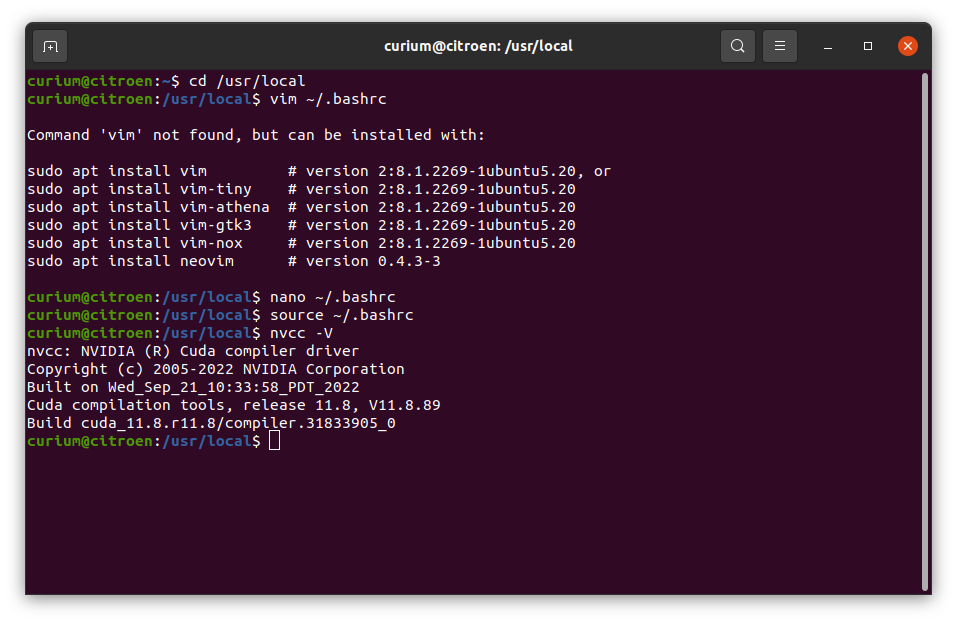 curium@citroen: /usr/local
curium@citroen:~$ cd /usr/local
curium@citroen:/usr/local$ vim ~/.bashrc

Command 'vim' not found, but can be installed with:

sudo apt install vim         # version 2:8.1.2269-1ubuntu5.20, or
sudo apt install vim-tiny    # version 2:8.1.2269-1ubuntu5.20
sudo apt install vim-athena  # version 2:8.1.2269-1ubuntu5.20
sudo apt install vim-gtk3    # version 2:8.1.2269-1ubuntu5.20
sudo apt install vim-nox     # version 2:8.1.2269-1ubuntu5.20
sudo apt install neovim      # version 0.4.3-3

curium@citroen:/usr/local$ nano ~/.bashrc
curium@citroen:/usr/local$ source ~/.bashrc
curium@citroen:/usr/local$ nvcc -V
nvcc: NVIDIA (R) Cuda compiler driver
Copyright (c) 2005-2022 NVIDIA Corporation
Built on Wed_Sep_21_10:33:58_PDT_2022
Cuda compilation tools, release 11.8, V11.8.89
Build cuda_11.8.r11.8/compiler.31833905_0
curium@citroen:/usr/local$